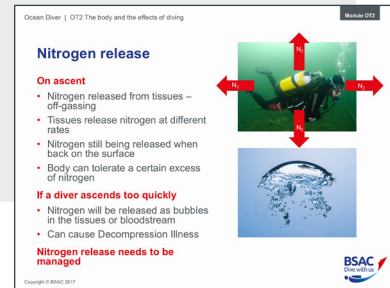 Ocean Diver | OT2 The body and the effects of diving
Module OT2
Nitrogen release
On ascent
• Nitrogen released from tissues –
off-gassing
• Tissues release nitrogen at different
rates
• Nitrogen still being released when
back on the surface
• Body can tolerate a certain excess
of nitrogen
If a diver ascends too quickly
• Nitrogen will be released as bubbles
in the tissues or bloodstream
• Can cause Decompression Illness
Nitrogen release needs to be
managed
N₂
N₂
N₂
N₂
BSAC
Dive with us
Copyright © BSAC 2017